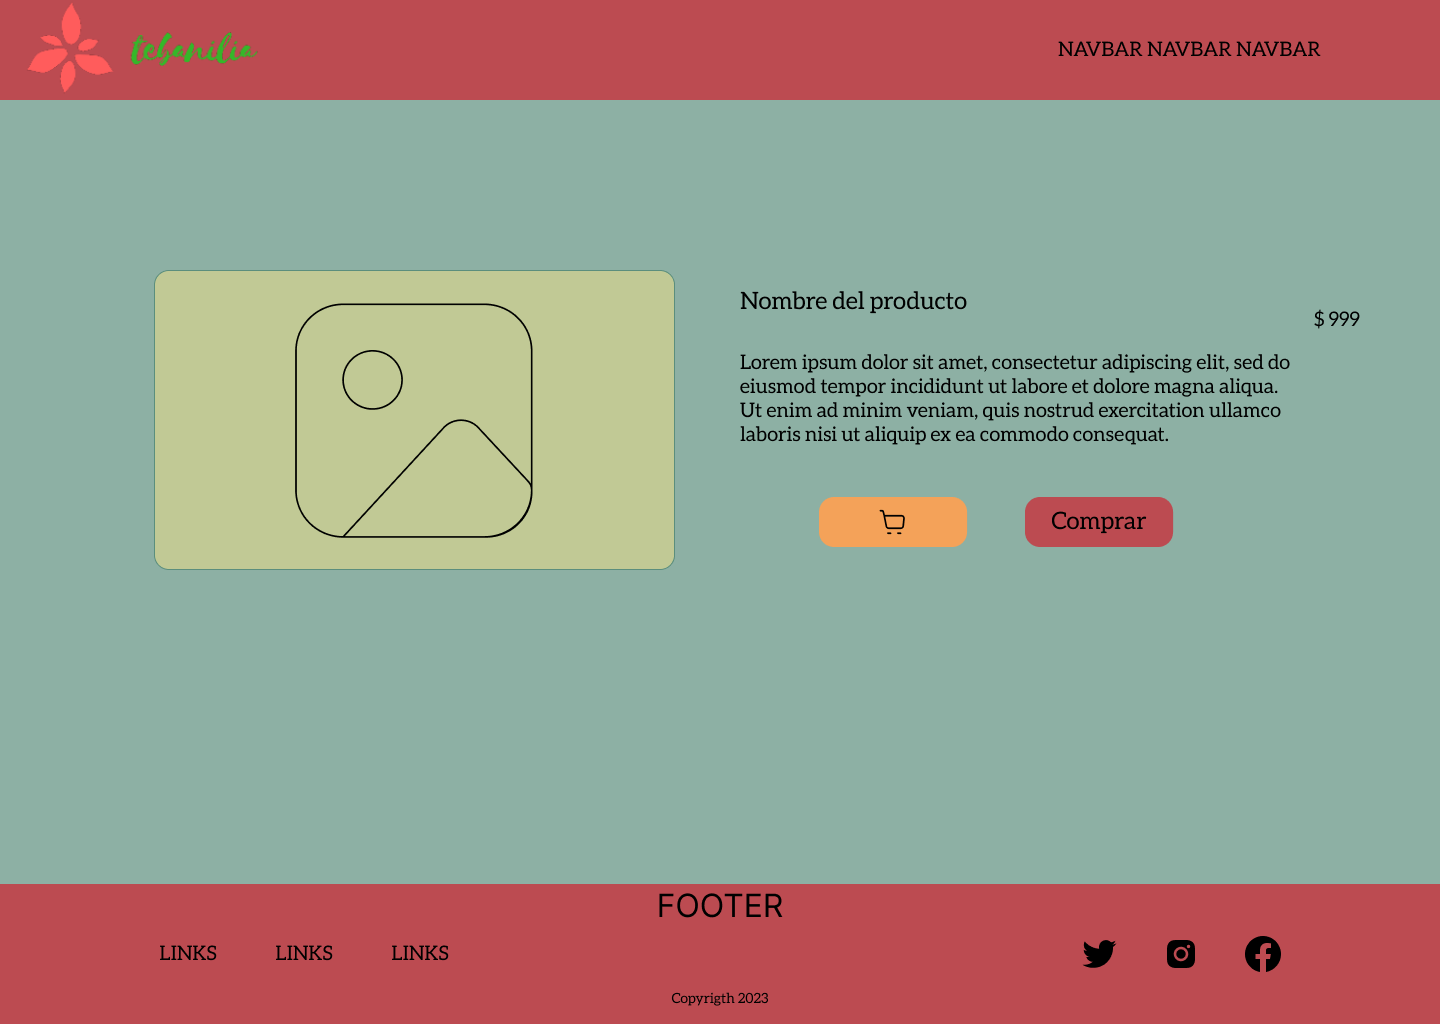 tebanilia
NAVBAR NAVBAR NAVBAR
Nombre del producto
$ 999
Lorem ipsum dolor sit amet, consectetur adipiscing elit, sed do
eiusmod tempor incididunt ut labore et dolore magna aliqua.
Ut enim ad minim veniam, quis nostrud exercitation ullamco
laboris nisi ut aliquip ex ea commodo consequat.
Comprar
FOOTER
LINKS LINKS LINKS
Copyrigth 2023